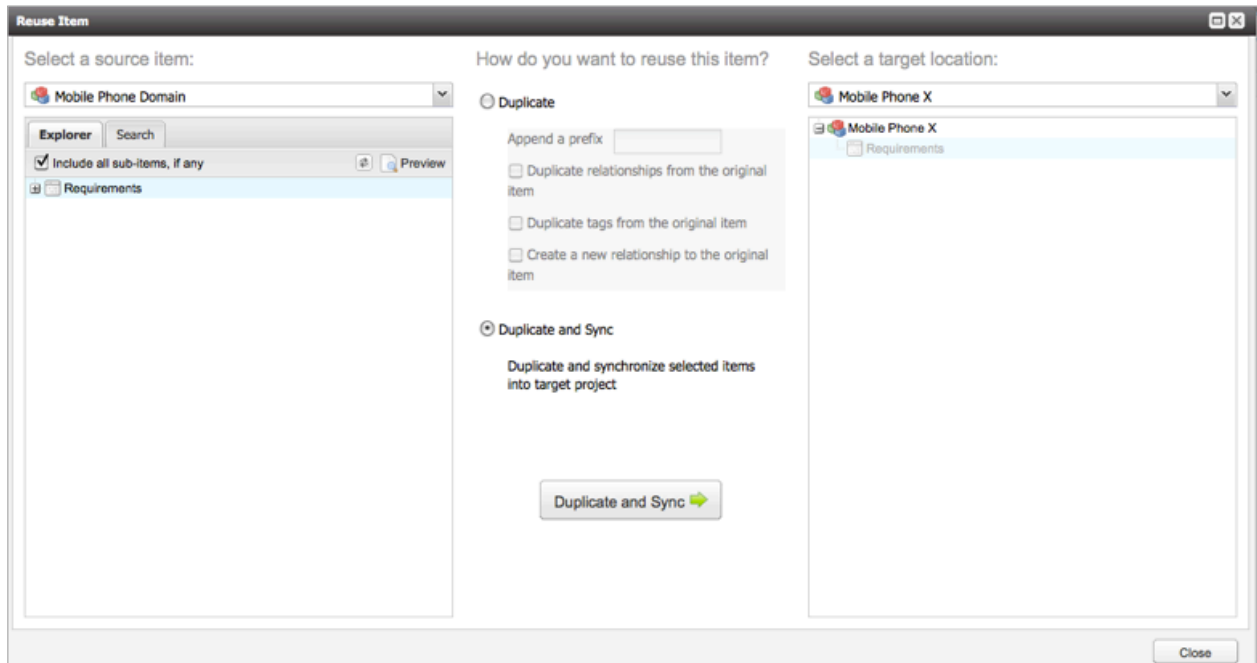 Reuse Item
Select a source item:
Mobile Phone Domain
Explorer
Search
Include all sub-items, if any
Preview
Requirements
How do you want to reuse this item?
Duplicate
Append a prefix
Duplicate relationships from the original
item
Duplicate tags from the original item
Create a new relationship to the original
item
Duplicate and Sync
Duplicate and synchronize selected items
into target project
Duplicate and Sync
Select a target location:
Mobile Phone X
Mobile Phone X
Requirements
Close